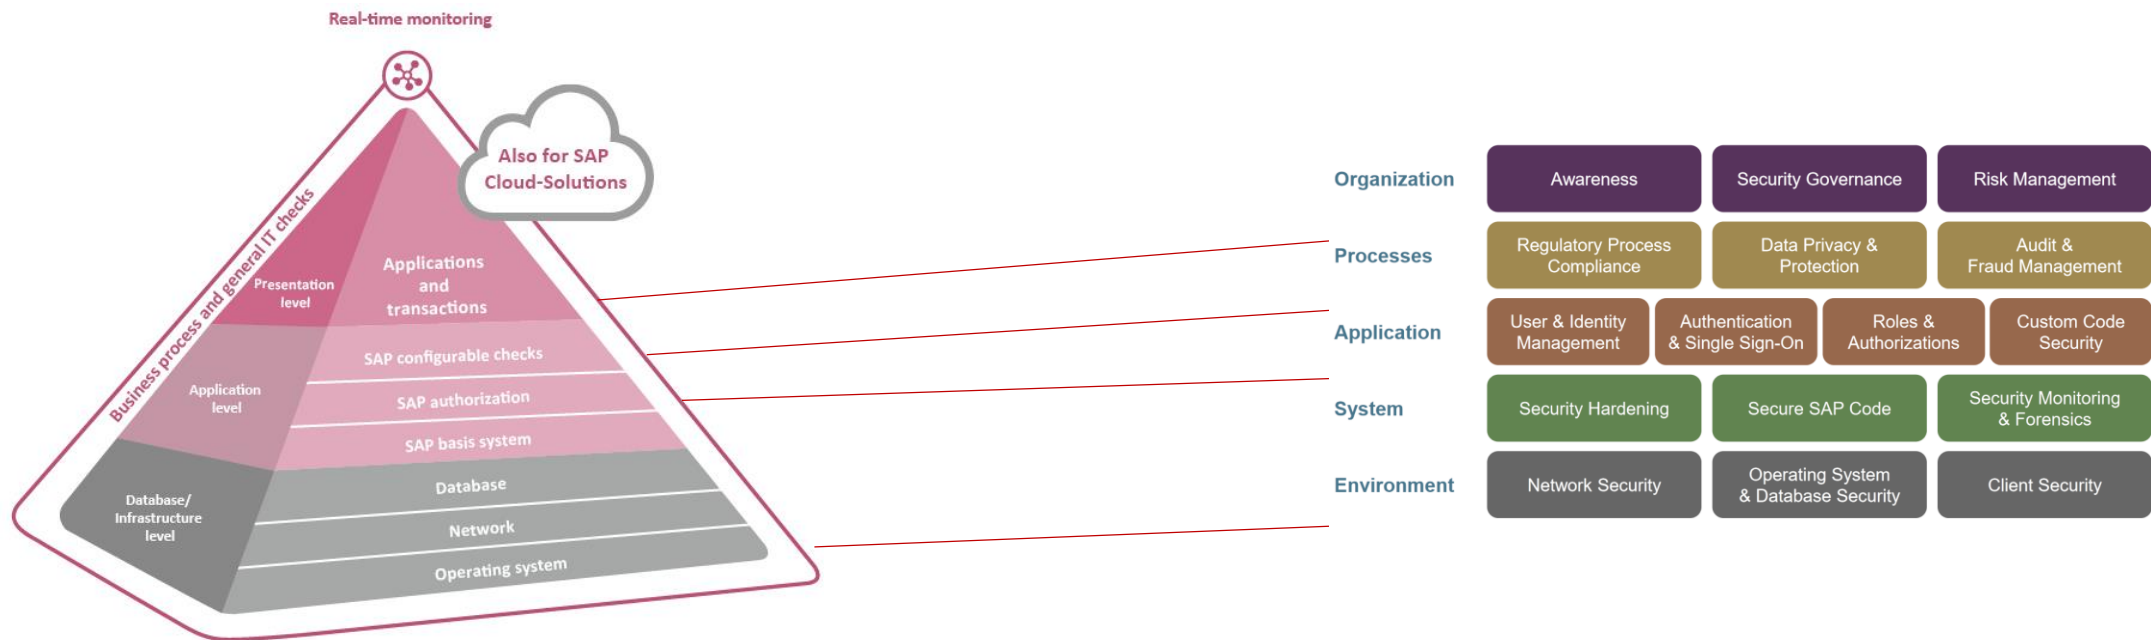 Real-time monitoring
Also for SAP
Cloud-Solutions
Business process and general IT checks
Presentation
level
Applications
and
transactions
Application
level
SAP configurable checks
SAP authorization
SAP basis system
Database/
Infrastructure
level
Database
Network
Operating system
Organization
Awareness
Security Governance
Risk Management
Processes
Regulatory Process
Compliance
Data Privacy &
Protection
Audit &
Fraud Management
Application
User & Identity
Management
Authentication
& Single Sign-On
Roles &
Authorizations
Custom Code
Security
System
Security Hardening
Secure SAP Code
Security Monitoring
& Forensics
Environment
Network Security
Operating System
& Database Security
Client Security